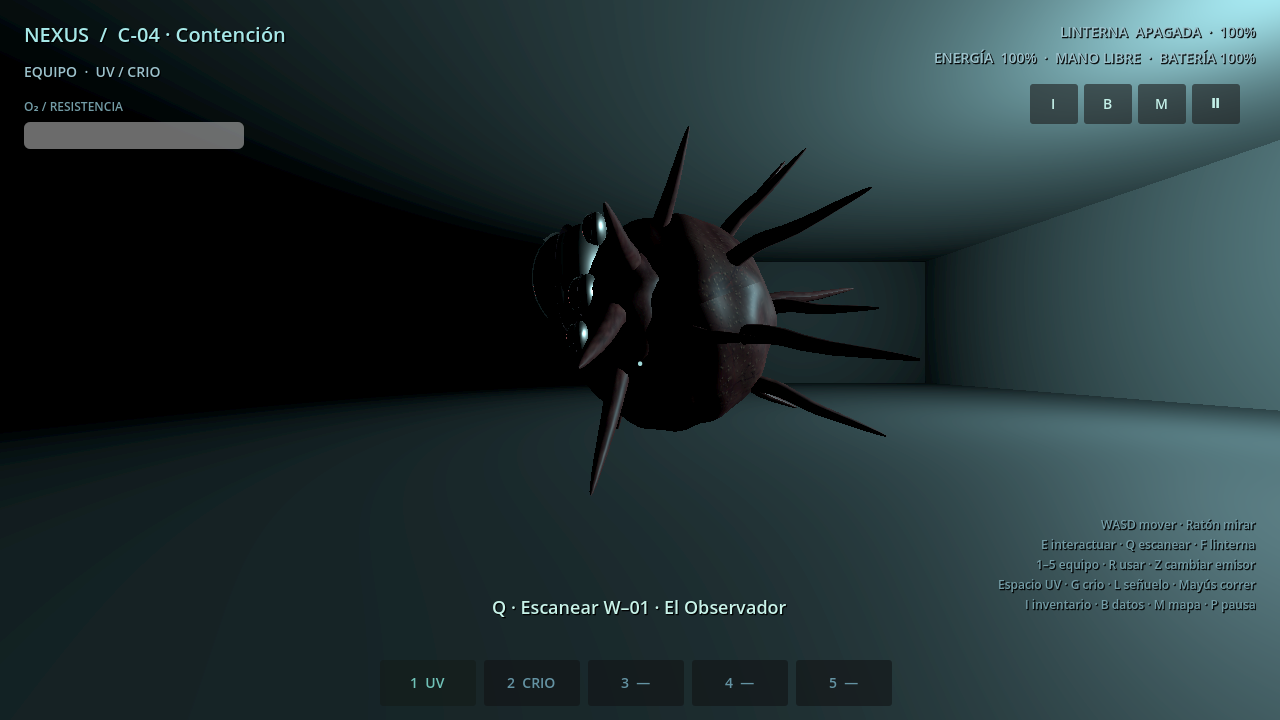 NEXUS / C-04 · Contención
EQUIPO · UV / CRIO
O₂ / RESISTENCIA
LINTERNA APAGADA · 100%
ENERGÍA 100% · MANO LIBRE · BATERÍA 100%
I B M II
WASD mover · Ratón mirar
E interactuar · Q escanear · F linterna
1–5 equipo · R usar · Z cambiar emisor
Espacio UV · G crio · L señuelo · Mayús correr
I inventario · B datos · M mapa · P pausa
Q · Escanear W–01 · El Observador
1 UV 2 CRIO 3 — 4 — 5 —